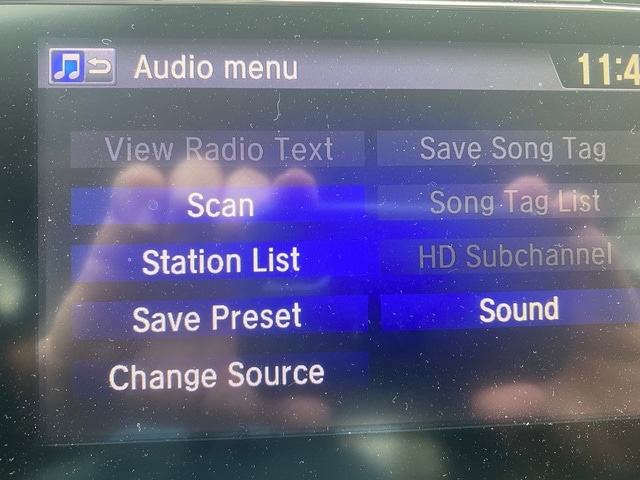 Audio menu
11:4
View Radio Text
Save Song Tag
Scan
Song Tag List
Station List
HD Subchannel
Save Preset
Sound
Change Source